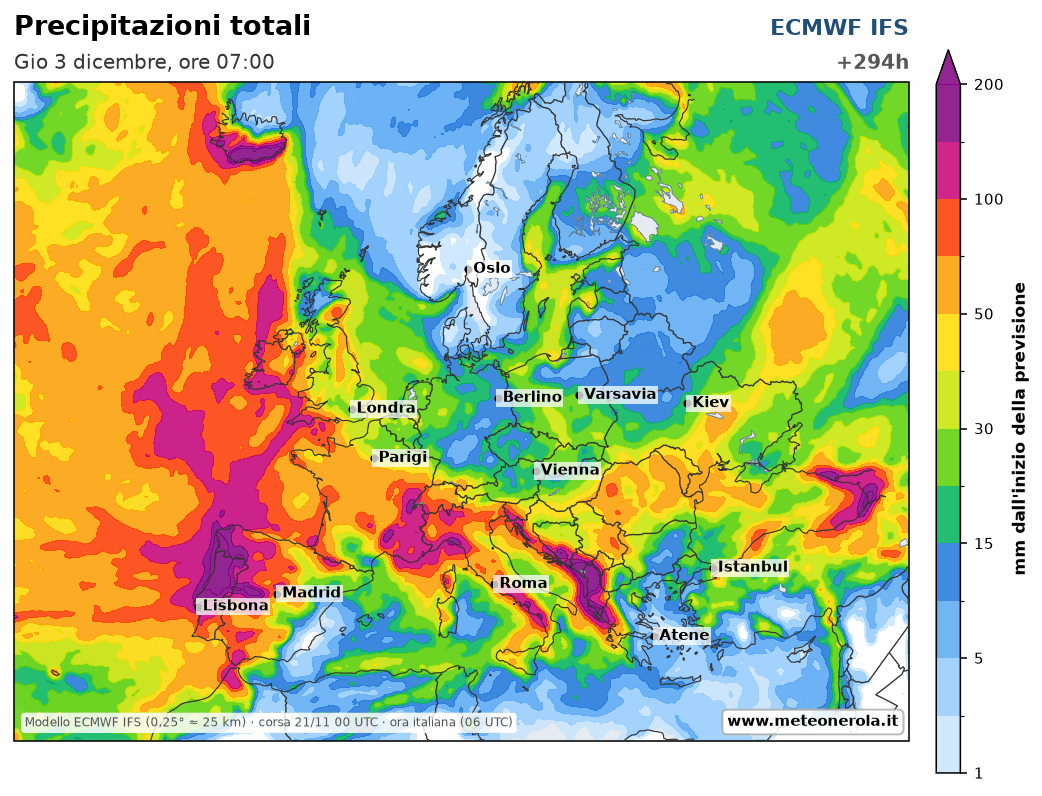 Precipitazioni totali
ECMWF IFS
Gio 3 dicembre, ore 07:00
+294h
200
100
50
30
15
5
1
mm dall'inizio della previsione
Oslo
Londra
Berlino
Varsavia
Kiev
Parigi
Vienna
Istanbul
Roma
Madrid
Lisbona
Atene
Modello ECMWF IFS (0,25° ≈ 25 km) · corsa 21/11 00 UTC · ora italiana (06 UTC)
www.meteonerola.it